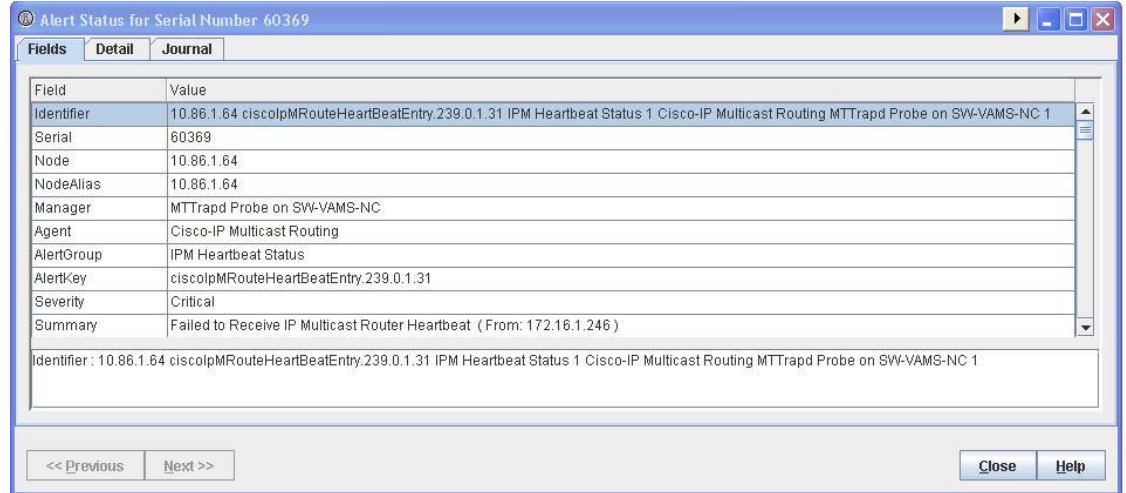 Alert Status for Serial Number 60369
Fields Detail Journal
Field Value
Identifier 10.86.1.64 ciscoIpMRouteHeartBeatEntry.239.0.1.31 IPM Heartbeat Status 1 Cisco-IP Multicast Routing MTTrapd Probe on SW-VAMS-NC 1
Serial 60369
Node 10.86.1.64
NodeAlias 10.86.1.64
Manager MTTrapd Probe on SW-VAMS-NC
Agent Cisco-IP Multicast Routing
AlertGroup IPM Heartbeat Status
AlertKey ciscoIpMRouteHeartBeatEntry.239.0.1.31
Severity Critical
Summary Failed to Receive IP Multicast Router Heartbeat ( From: 172.16.1.246 )
Identifier : 10.86.1.64 ciscoIpMRouteHeartBeatEntry.239.0.1.31 IPM Heartbeat Status 1 Cisco-IP Multicast Routing MTTrapd Probe on SW-VAMS-NC 1
<< Previous Next >> Close Help